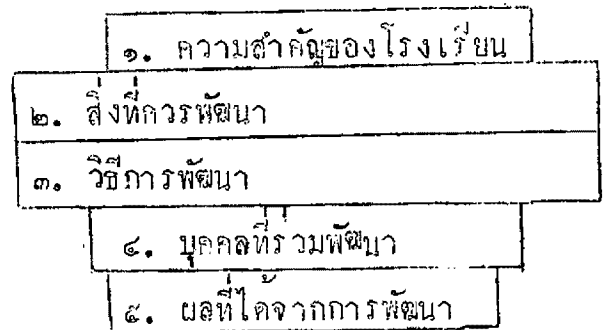 ๑. ความสำคัญของโรงเรียน
๒. สิ่งที่ควรพัฒนา
๓. วิธีการพัฒนา
๔. บุคคลที่ร่วมพัฒนา
๕. ผลที่ได้จากการพัฒนา